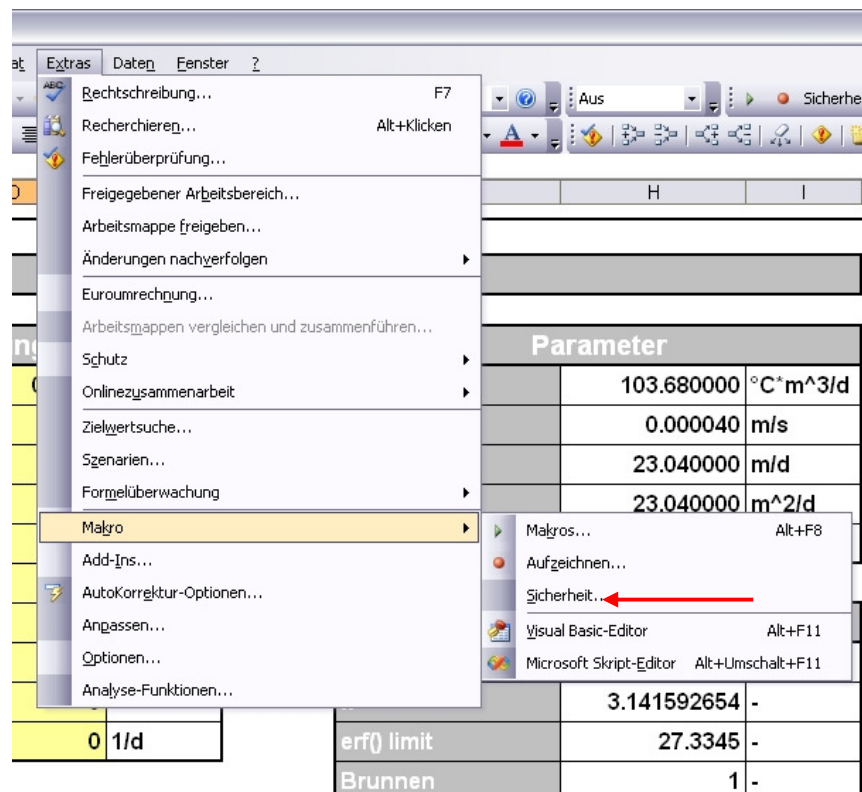 Extras Daten Fenster ?
Rechtschreibung... F7
Aus
Recherchieren... Alt+Klicken
Fehlerüberprüfung...
H I
Freigegebener Arbeitsbereich...
Arbeitsmappe freigeben...
Änderungen nachverfolgen
Euroumrechnung...
Arbeitsmappen vergleichen und zusammenführen...
Parameter
Schutz
103.680000 °C*m^3/d
Onlinezusammenarbeit
0.000040 m/s
Zielwertsuche...
Szenarien...
23.040000 m/d
Formelüberwachung
23.040000 m^2/d
Makro
Makros... Alt+F8
Add-Ins...
Aufzeichnen...
AutoKorrektur-Optionen...
Sicherheit...
Anpassen...
Visual Basic-Editor Alt+F11
Optionen...
Microsoft Skript-Editor Alt+Umschalt+F11
Analyse-Funktionen...
3.141592654 -
0 1/d erf() limit 27.3345 -
Brunnen 1 -